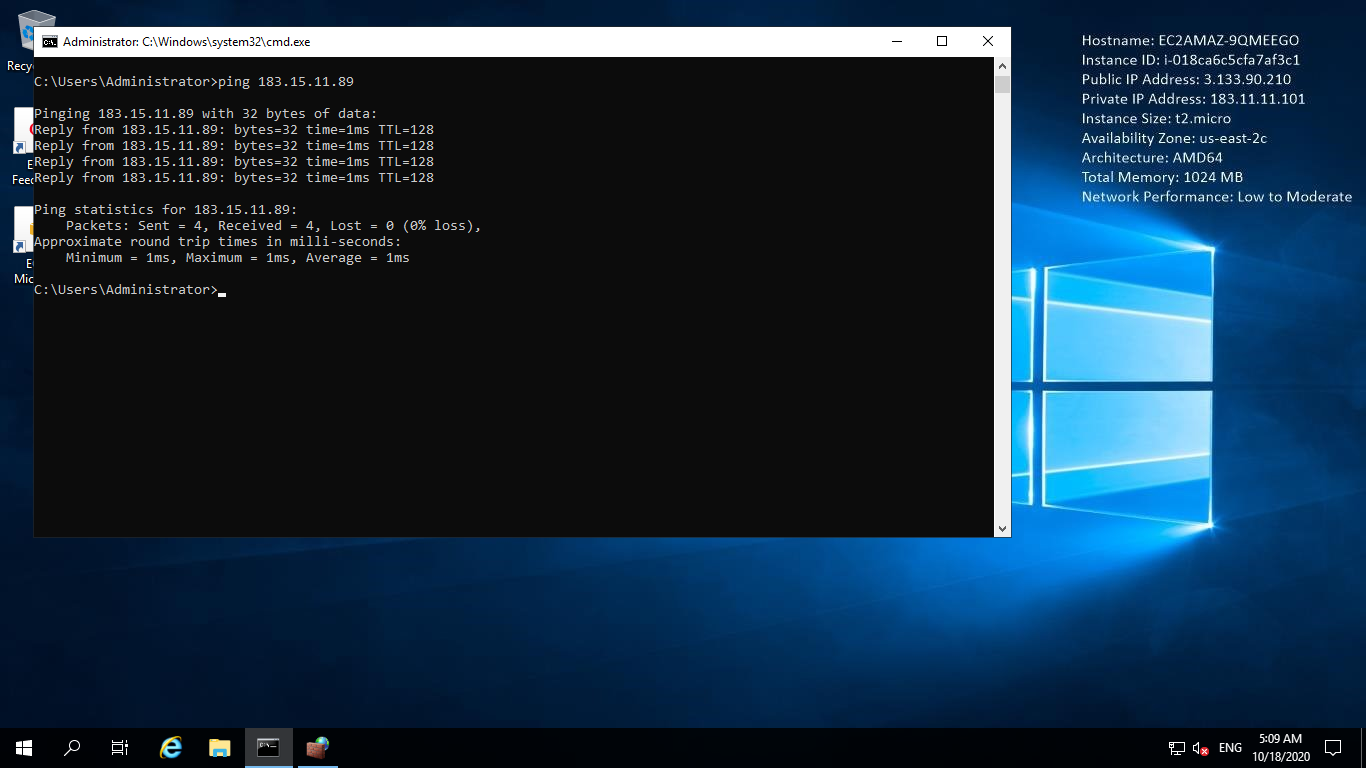 Administrator: C:\Windows\system32\cmd.exe
C:\Users\Administrator>ping 183.15.11.89
Pinging 183.15.11.89 with 32 bytes of data:
Reply from 183.15.11.89: bytes=32 time=1ms TTL=128
Reply from 183.15.11.89: bytes=32 time=1ms TTL=128
Reply from 183.15.11.89: bytes=32 time=1ms TTL=128
Reply from 183.15.11.89: bytes=32 time=1ms TTL=128
Ping statistics for 183.15.11.89:
Packets: Sent = 4, Received = 4, Lost = 0 (0% loss),
Approximate round trip times in milli-seconds:
Minimum = 1ms, Maximum = 1ms, Average = 1ms
C:\Users\Administrator>
Hostname: EC2AMAZ-9QMEEGO
Instance ID: i-018ca6c5cfa7af3c1
Public IP Address: 3.133.90.210
Private IP Address: 183.11.11.101
Instance Size: t2.micro
Availability Zone: us-east-2c
Architecture: AMD64
Total Memory: 1024 MB
Network Performance: Low to Moderate
Recy
E
Feed
E
Mic
ENG
5:09 AM
10/18/2020